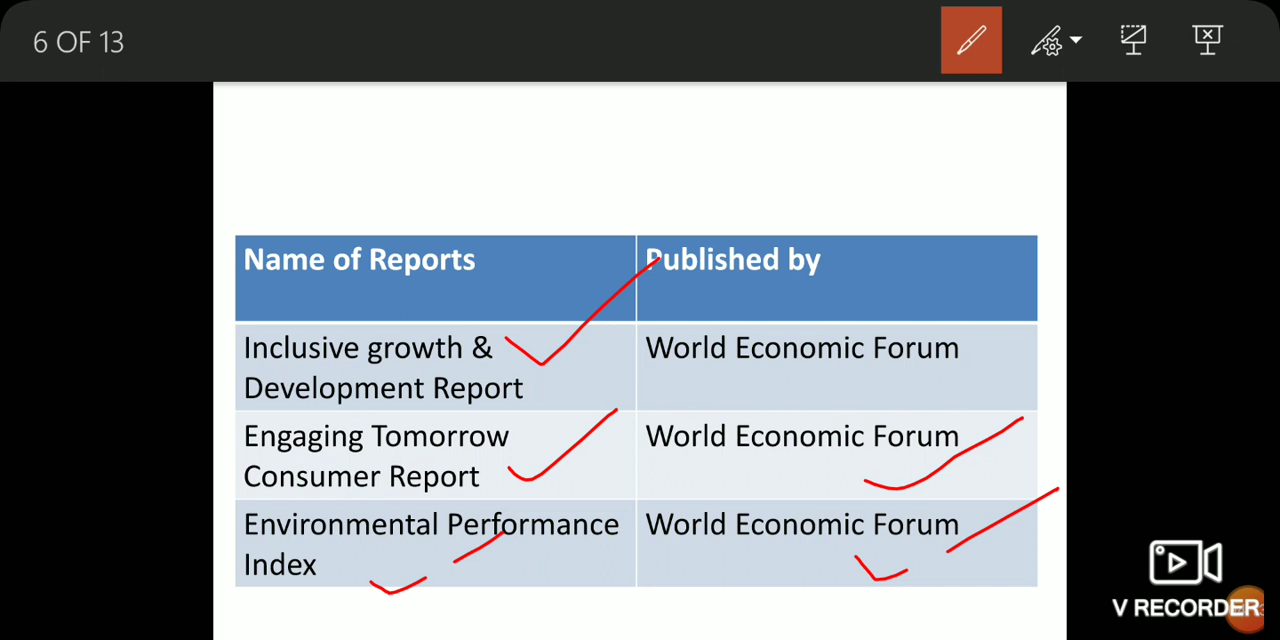 6 OF 13
Name of Reports
Published by
Inclusive growth &
Development Report
World Economic Forum
Engaging Tomorrow
Consumer Report
World Economic Forum
Environmental Performance
Index
World Economic Forum
V RECORDER